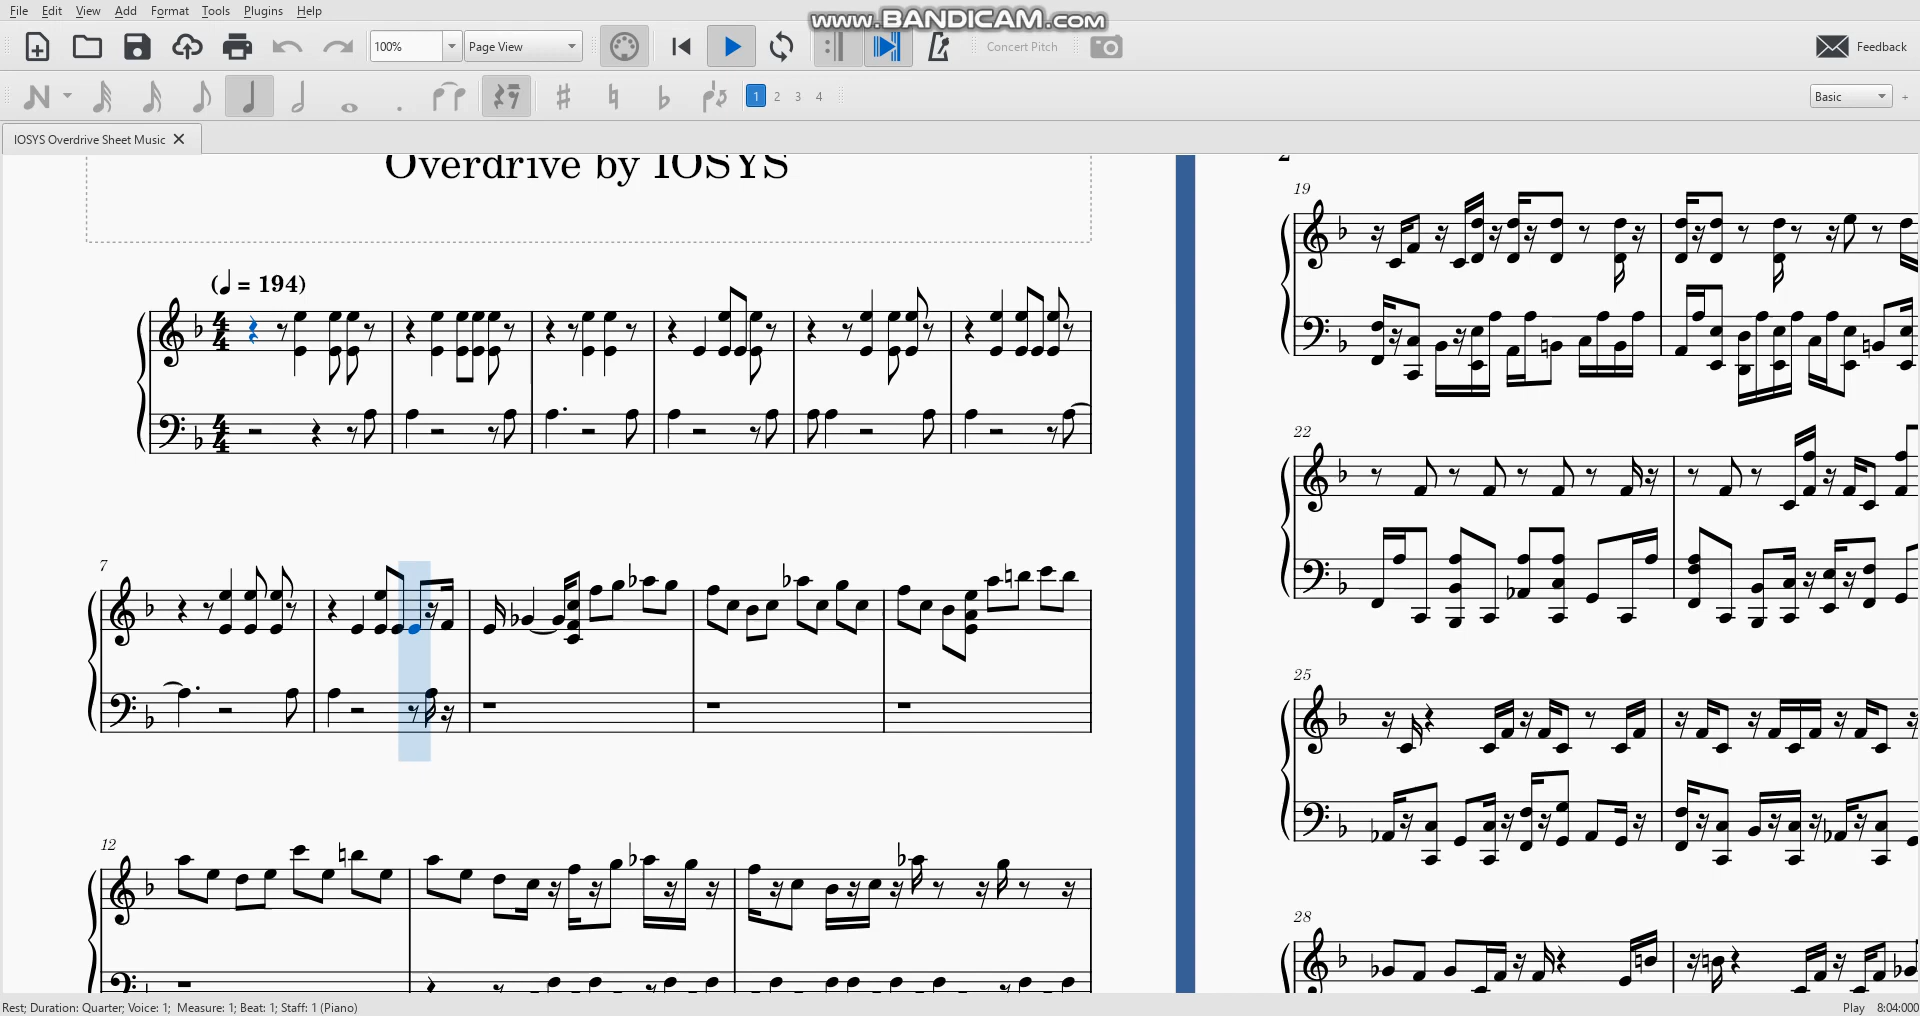 File Edit View Add Format Tools Plugins Help
www.BANDICAM.com
100% Page View Concert Pitch Feedback
1 2 3 4 Basic +
IOSYS Overdrive Sheet Music
Overdrive by IOSYS
2
(♩ = 194)
7
12
19
22
25
28
Rest; Duration: Quarter; Voice: 1; Measure: 1; Beat: 1; Staff: 1 (Piano)
Play 8:04:000